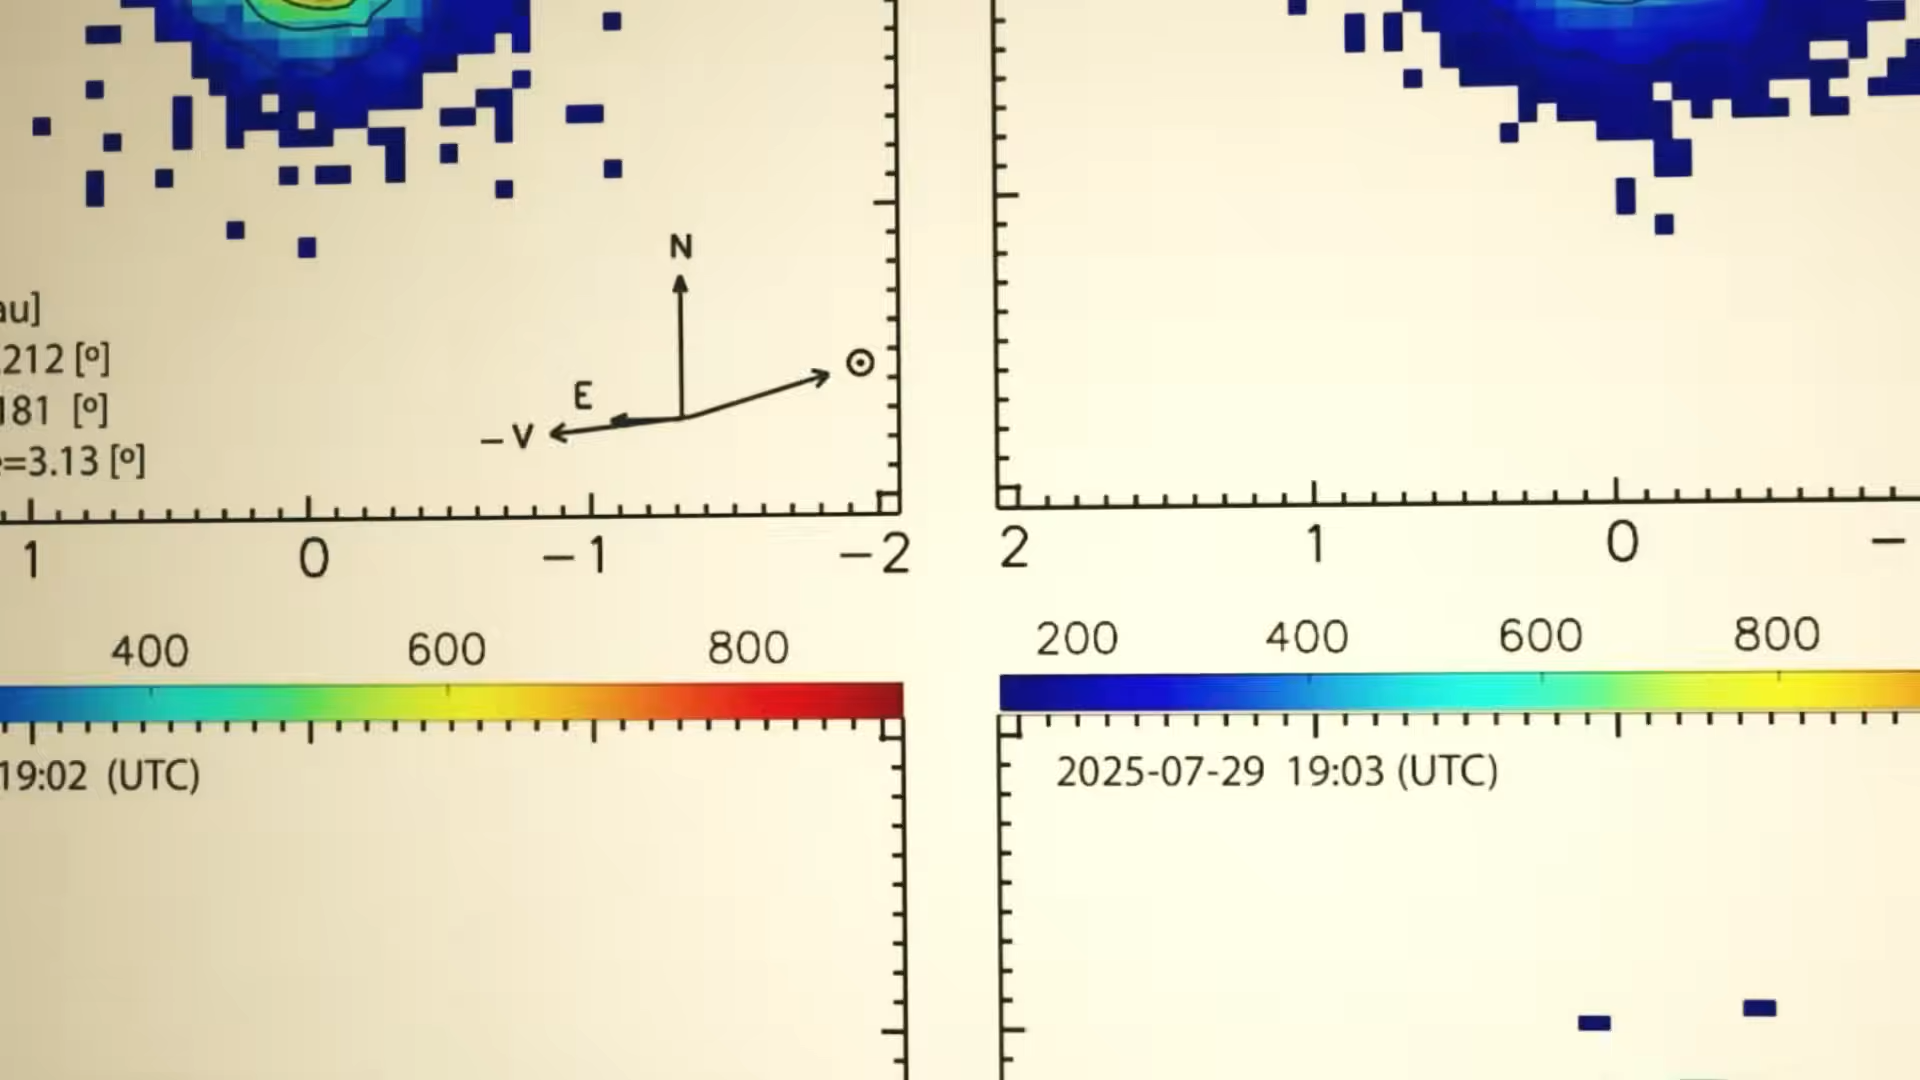 N
au]
212 [º]
E
181 [º]
– V
=3.13 [º]
1 0 –1 –2
2 1 0 –
400 600 800
200 400 600 800
19:02 (UTC)
2025-07-29 19:03 (UTC)